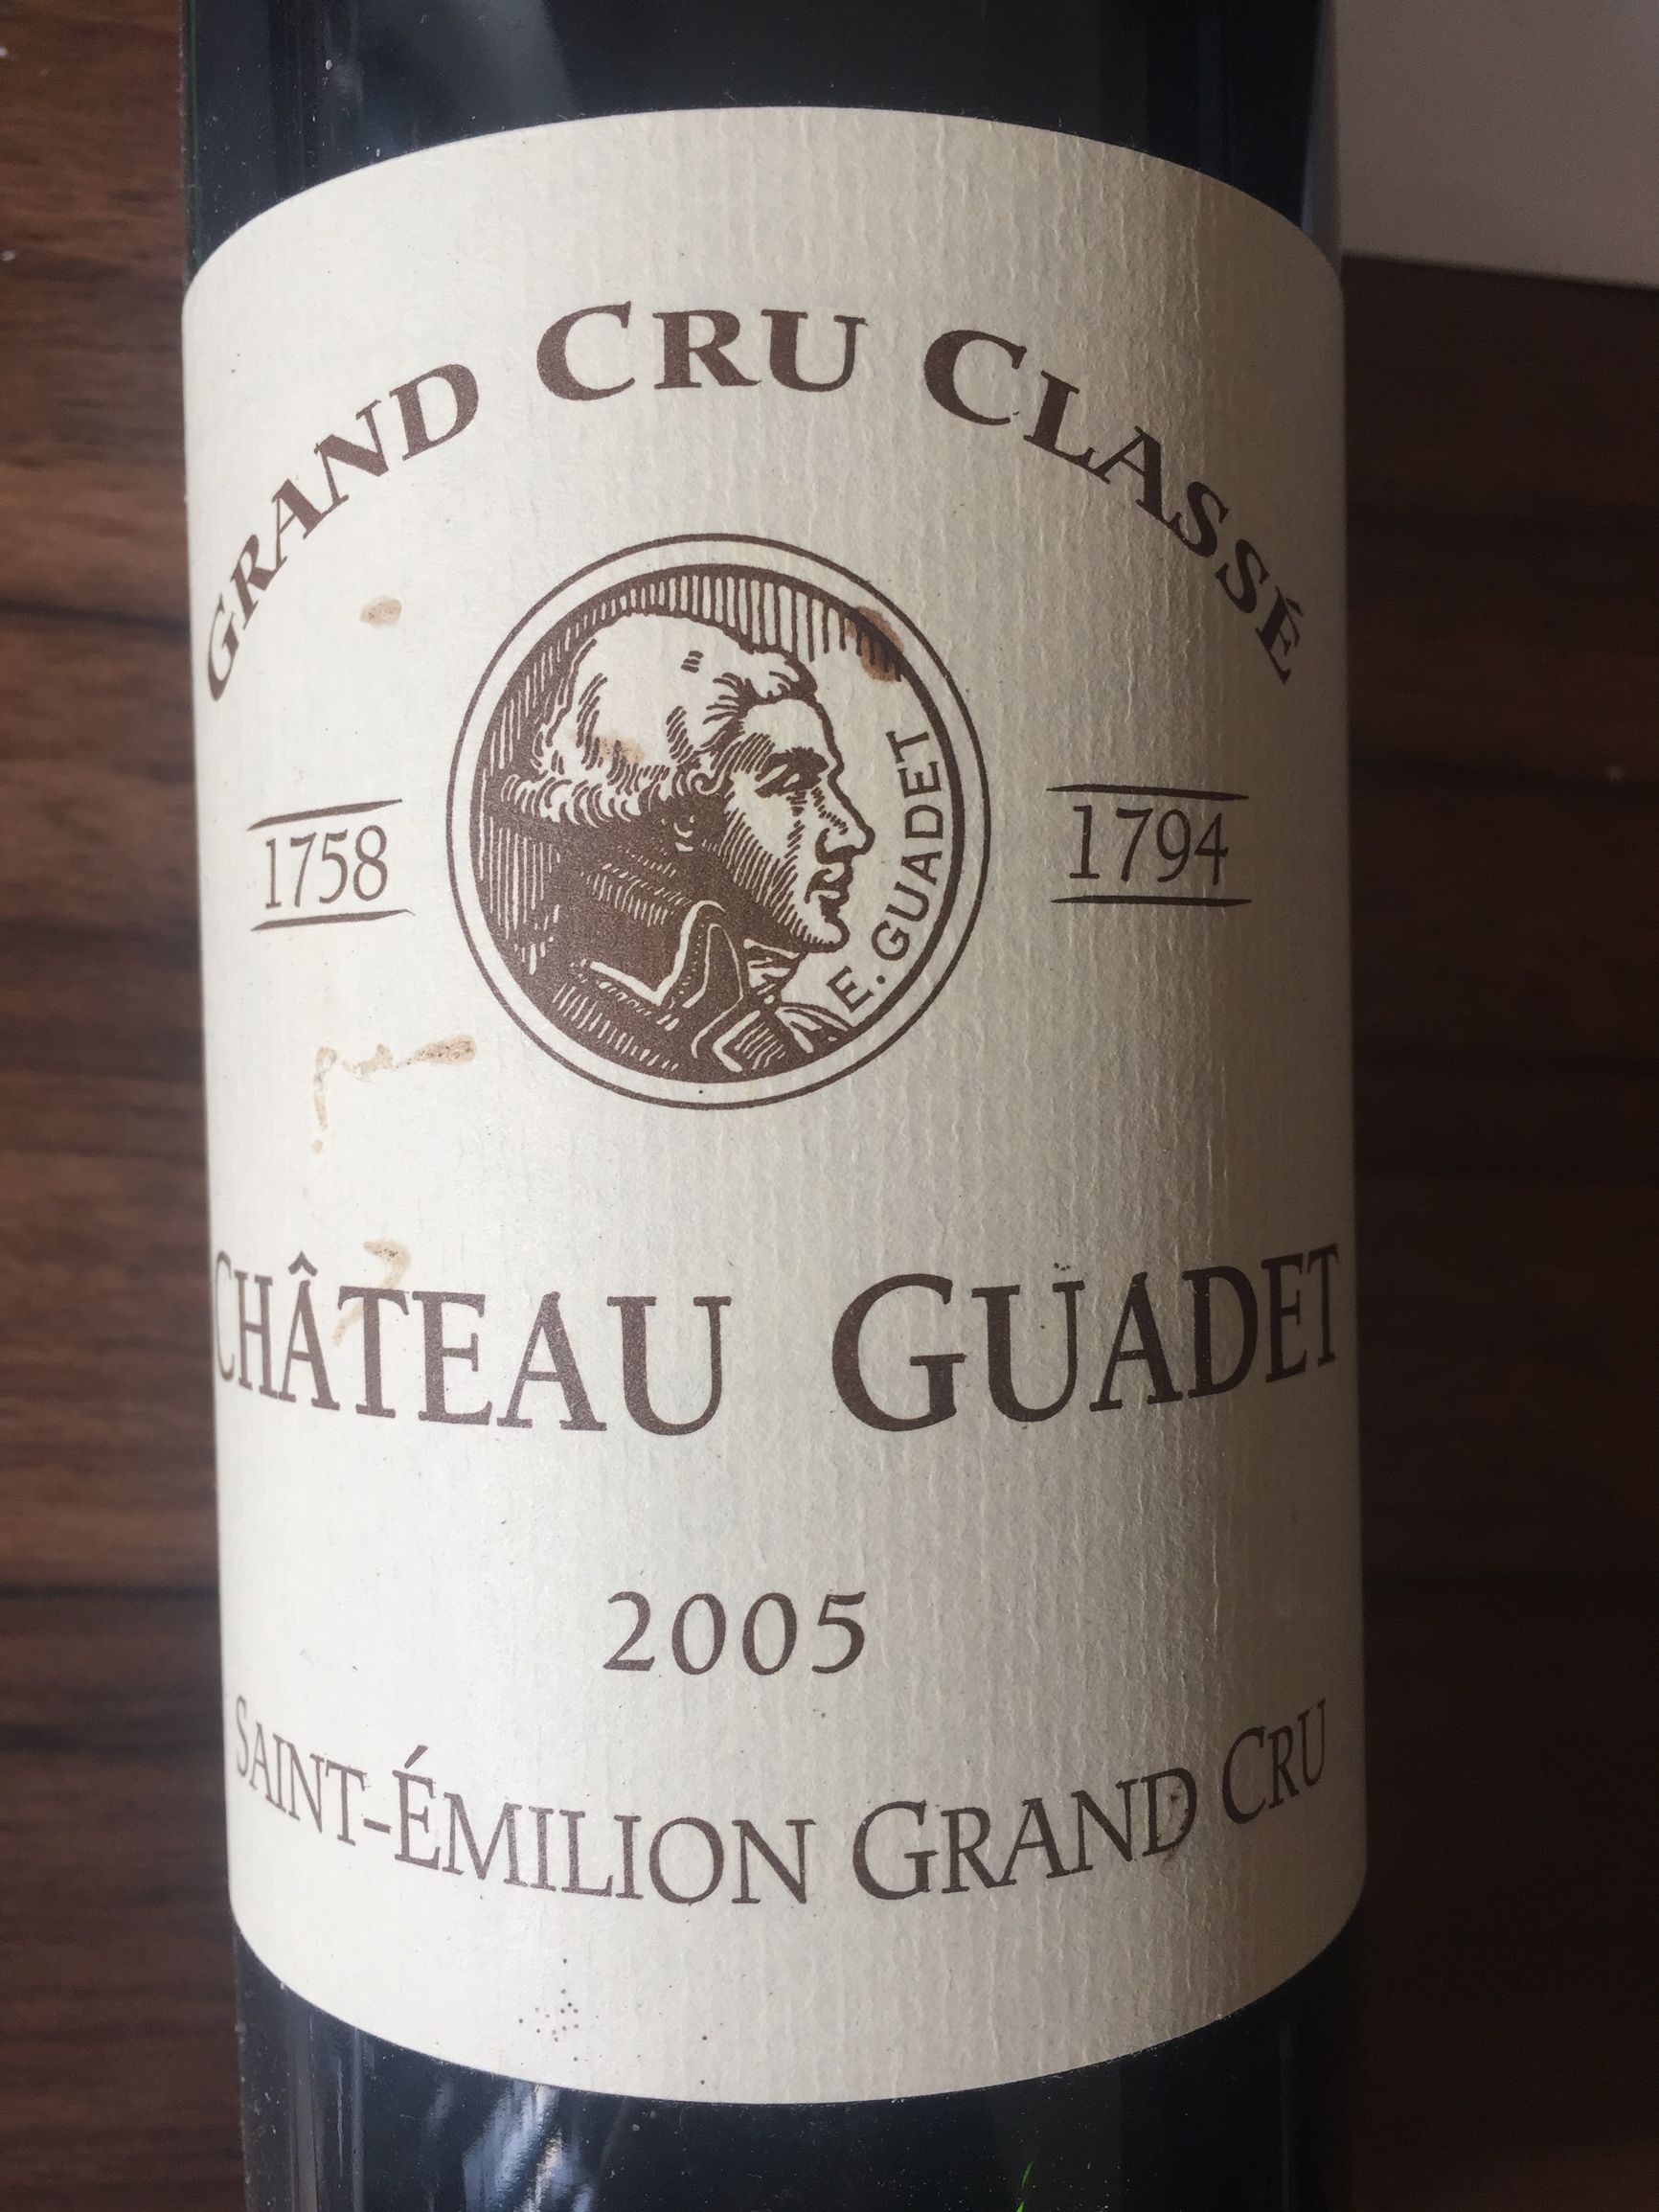 GRAND CRU CLASSÉ
1758
E. GUADET
1794
CHÂTEAU GUADET
2005
SAINT-ÉMILION GRAND CRU